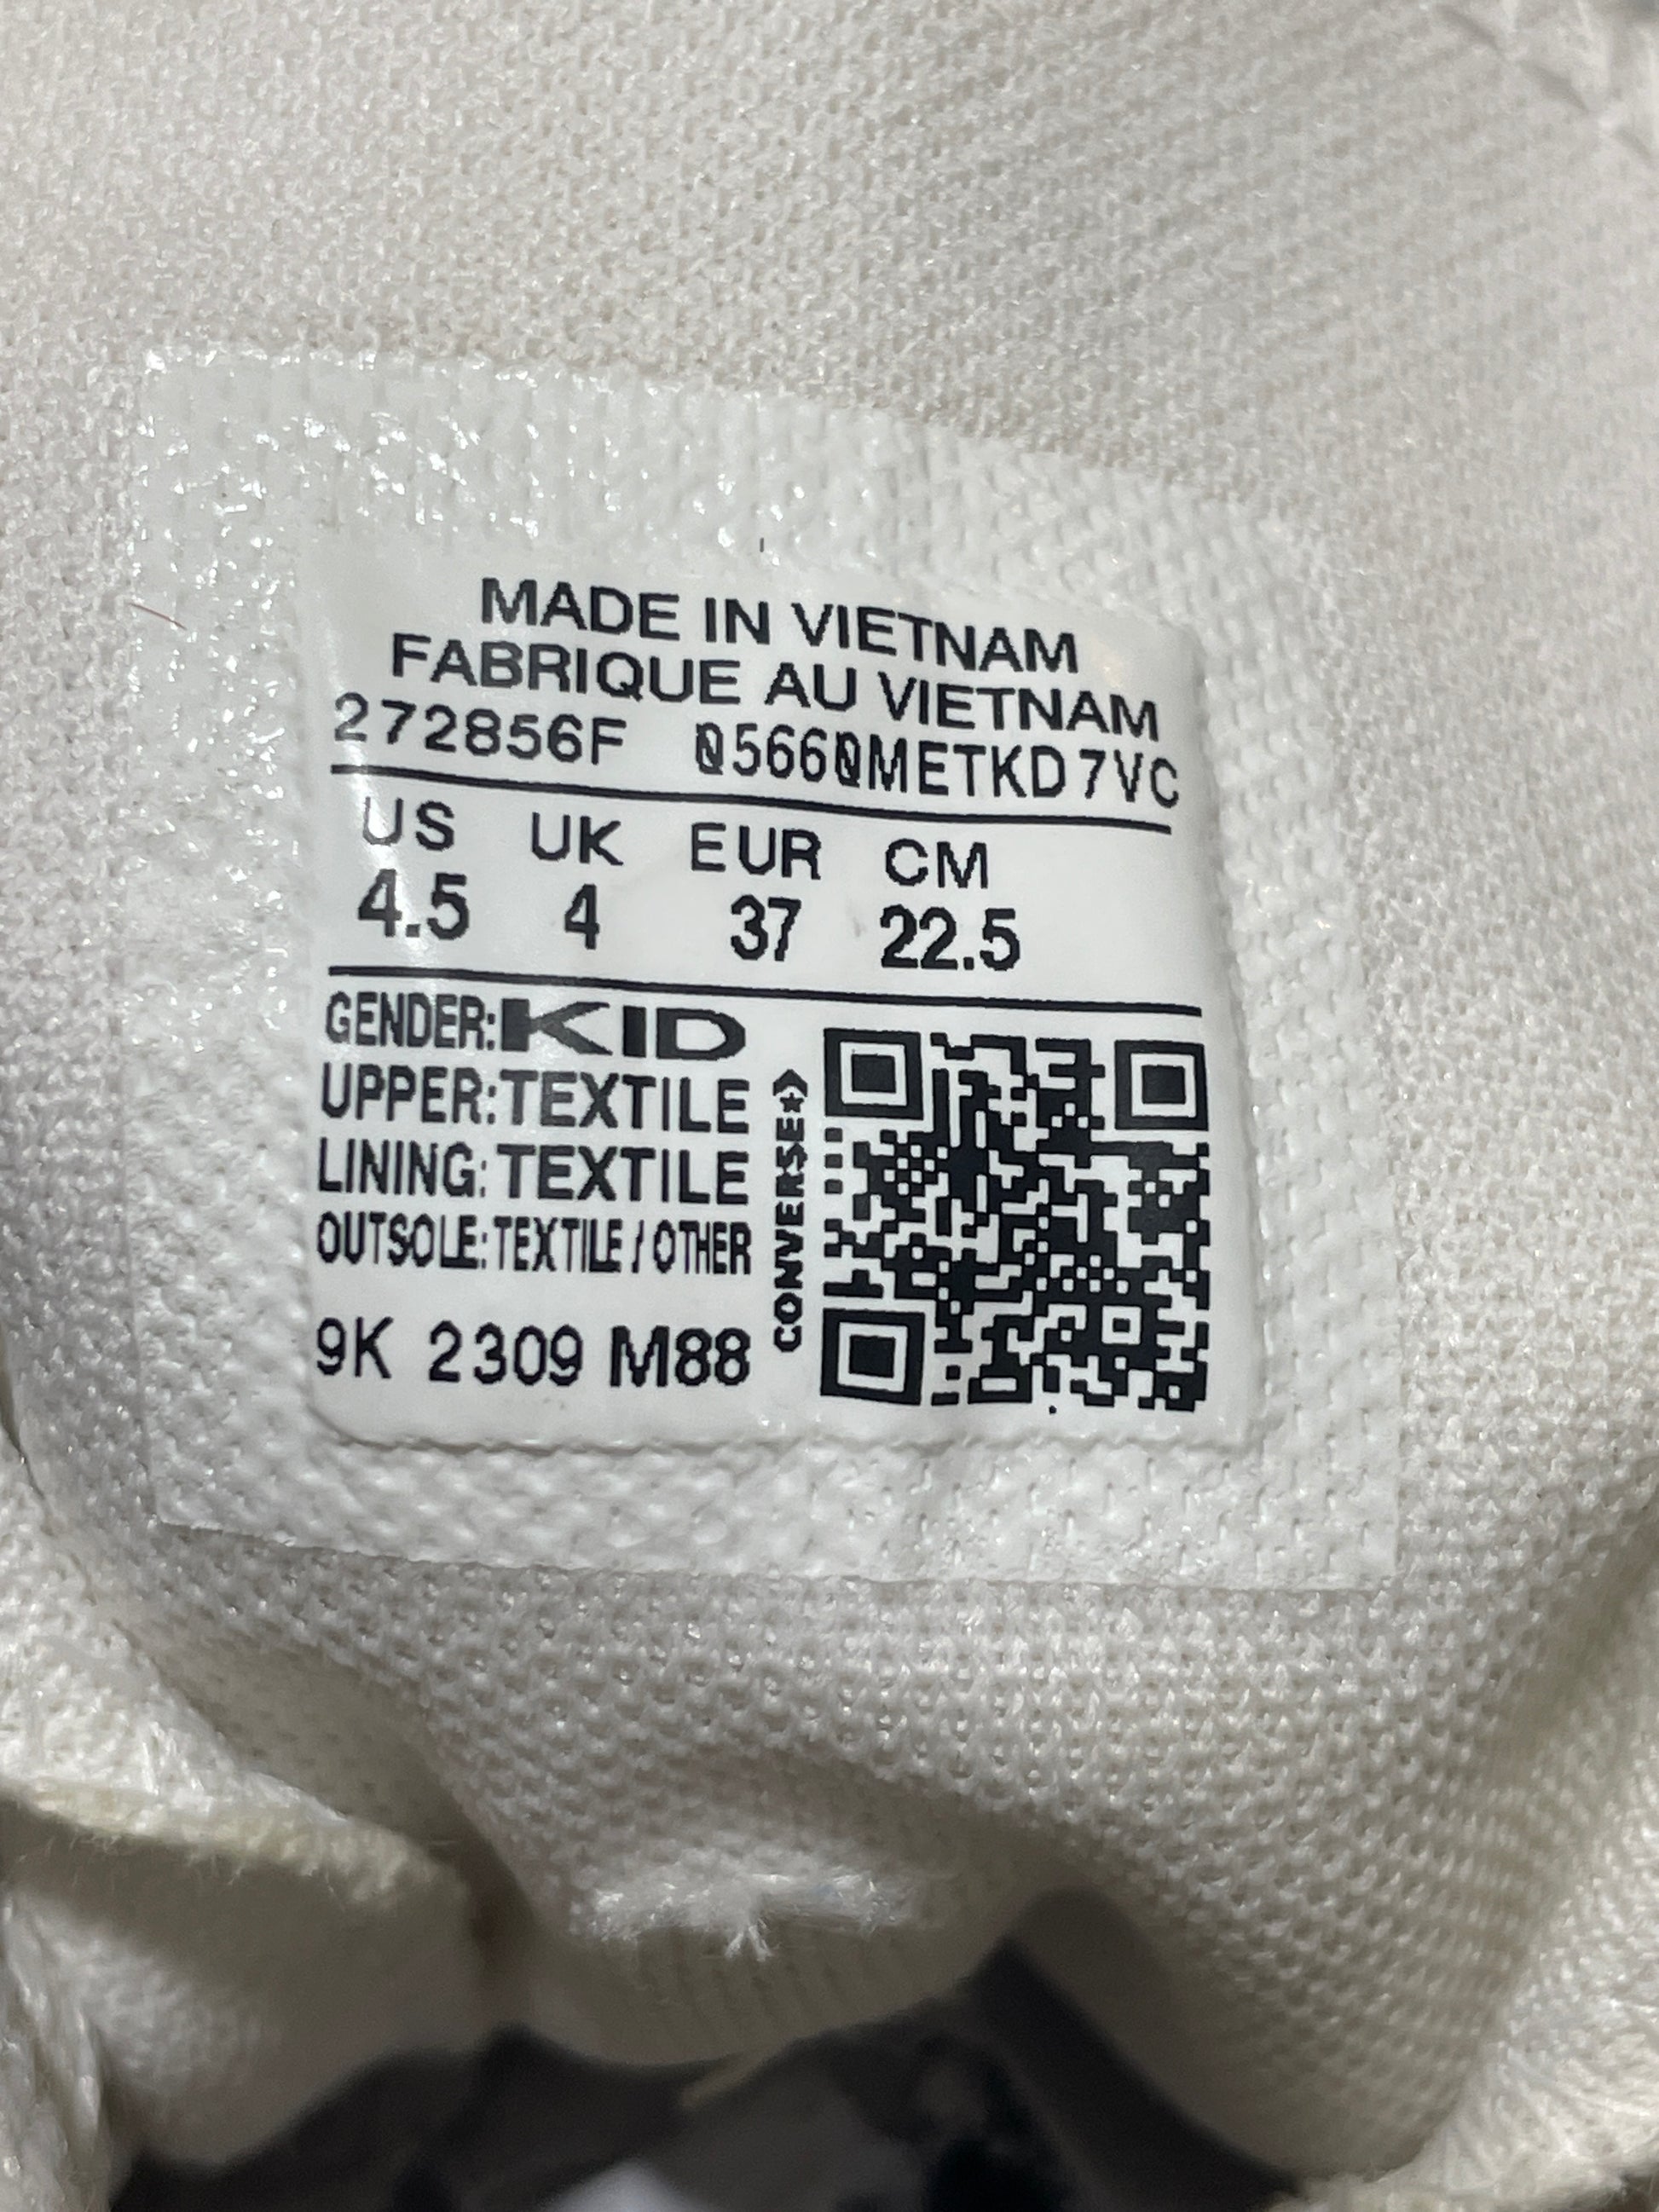 MADE IN VIETNAM
FABRIQUE AU VIETNAM
272856F 05660METKD7VC
US UK EUR CM
4.5 4 37 22.5
GENDER:KID
UPPER:TEXTILE
LINING:TEXTILE
OUTSOLE:TEXTILE/OTHER
9K 2309 M88
CONVERSE